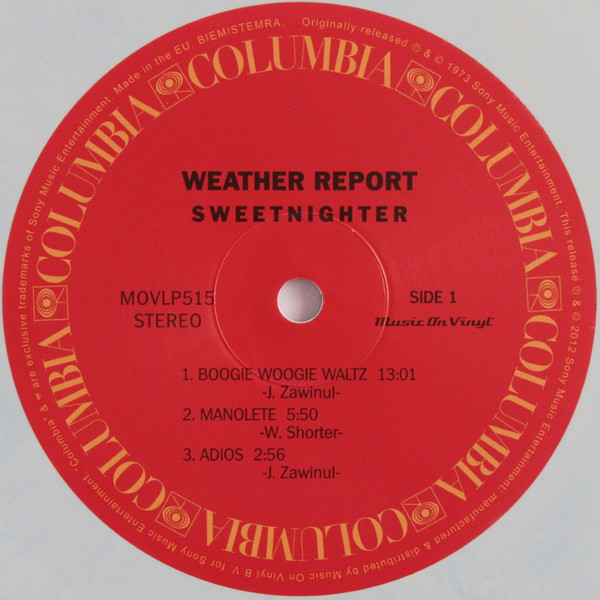 COLUMBIA COLUMBIA COLUMBIA COLUMBIA COLUMBIA COLUMBIA COLUMBIA
"Columbia" & are exclusive trademarks of Sony Music Entertainment. Made in the EU. BIEM/STEMRA. Originally released ℗ & © 1973 Sony Music Entertainment. This release ℗ & © 2012 Sony Music Entertainment. manufactured & distributed by Music On Vinyl B.V. for Sony Music Entertainment.
WEATHER REPORT
SWEETNIGHTER
MOVLP515
STEREO
SIDE 1
Music On Vinyl
1. BOOGIE WOOGIE WALTZ 13:01
-J. Zawinul-
2. MANOLETE 5:50
-W. Shorter-
3. ADIOS 2:56
-J. Zawinul-